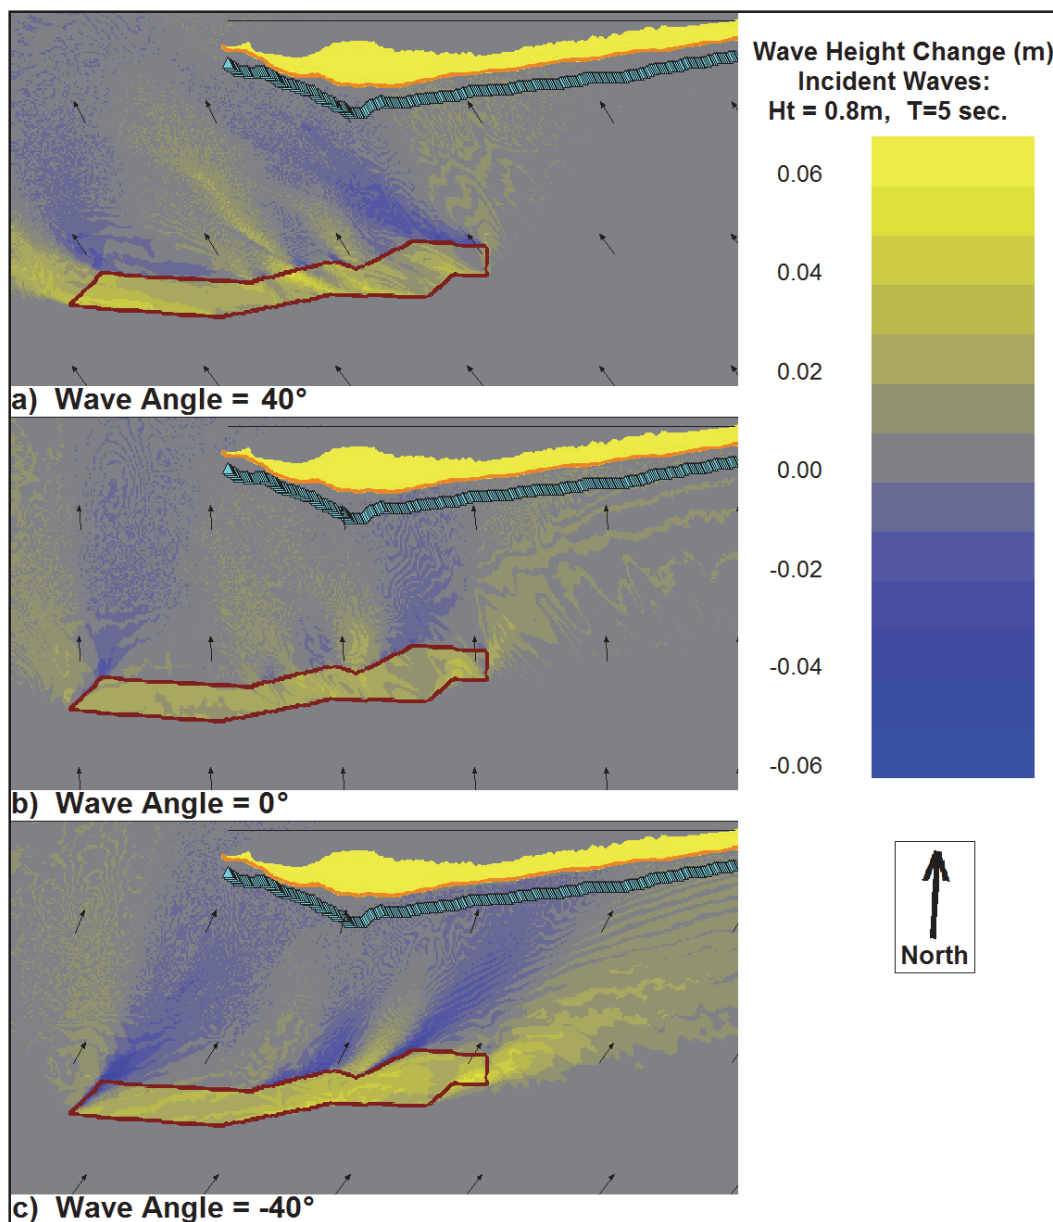 Wave Height Change (m)
Incident Waves:
Ht = 0.8m, T=5 sec.
0.06
0.04
0.02
0.00
-0.02
-0.04
-0.06
a) Wave Angle = 40°
b) Wave Angle = 0°
North
c) Wave Angle = -40°